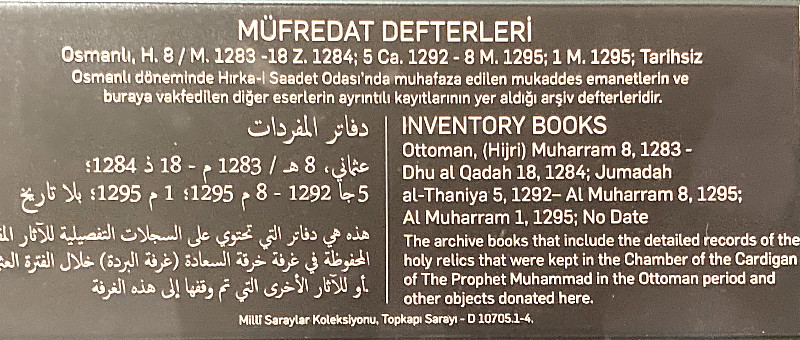 MÜFREDAT DEFTERLERİ
Osmanlı, H. 8 / M. 1283 -18 Z. 1284; 5 Ca. 1292 - 8 M. 1295; 1 M. 1295; Tarihsiz
Osmanlı döneminde Hırka-i Saadet Odası'nda muhafaza edilen mukaddes emanetlerin ve
buraya vakfedilen diğer eserlerin ayrıntılı kayıtlarının yer aldığı arşiv defterleridir.
دفاتر المفردات
عثماني، 8 هـ / 1283 م - 18 ذ 1284؛
5 جا 1292 - 8 م 1295؛ 1 م 1295؛ بلا تاريخ
هذه هي دفاتر التي تحتوي على السجلات التفصيلية للآثار
المحفوظة في غرفة خرقة السعادة (غرفة البردة) خلال الفترة
أو للآثار الأخرى التي تم وقفها إلى هذه الغرفة.
INVENTORY BOOKS
Ottoman, (Hijri) Muharram 8, 1283 -
Dhu al Qadah 18, 1284; Jumadah
al-Thaniya 5, 1292– Al Muharram 8, 1295;
Al Muharram 1, 1295; No Date
The archive books that include the detailed records of the
holy relics that were kept in the Chamber of the Cardigan
of The Prophet Muhammad in the Ottoman period and
other objects donated here.
Millî Saraylar Koleksiyonu, Topkapı Sarayı - D 10705.1-4.